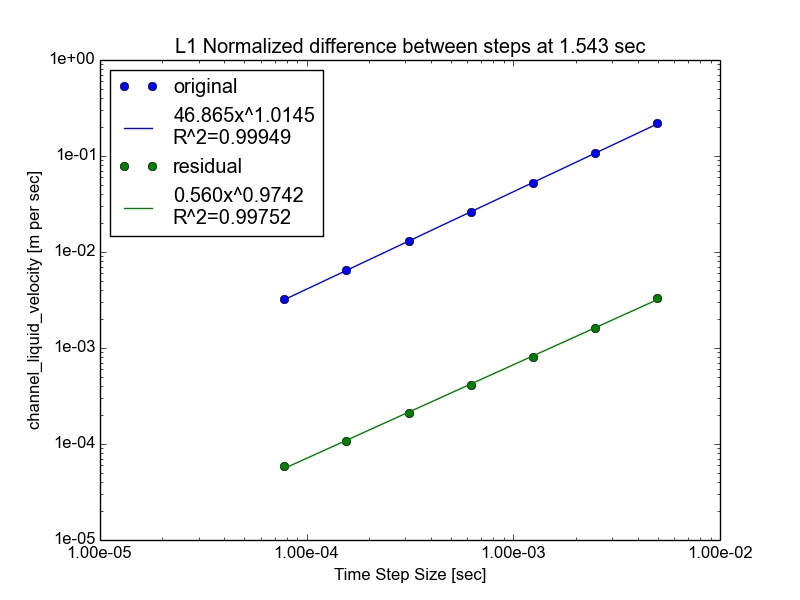 L1 Normalized difference between steps at 1.543 sec
1e+00
1e-01
1e-02
1e-03
1e-04
1e-05
channel_liquid_velocity [m per sec]
original
46.865x^1.0145
R^2=0.99949
residual
0.560x^0.9742
R^2=0.99752
1.00e-05
1.00e-04
1.00e-03
1.00e-02
Time Step Size [sec]